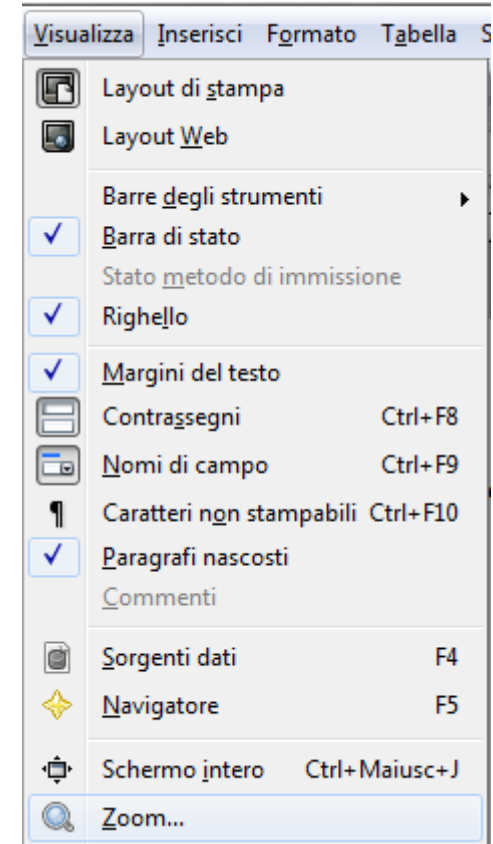 Visualizza Inserisci Formato Tabella S
Layout di stampa
Layout Web
Barre degli strumenti
Barra di stato
Stato metodo di immissione
Righello
Margini del testo
Contrassegni Ctrl+F8
Nomi di campo Ctrl+F9
Caratteri non stampabili Ctrl+F10
Paragrafi nascosti
Commenti
Sorgenti dati F4
Navigatore F5
Schermo intero Ctrl+Maiusc+J
Zoom...